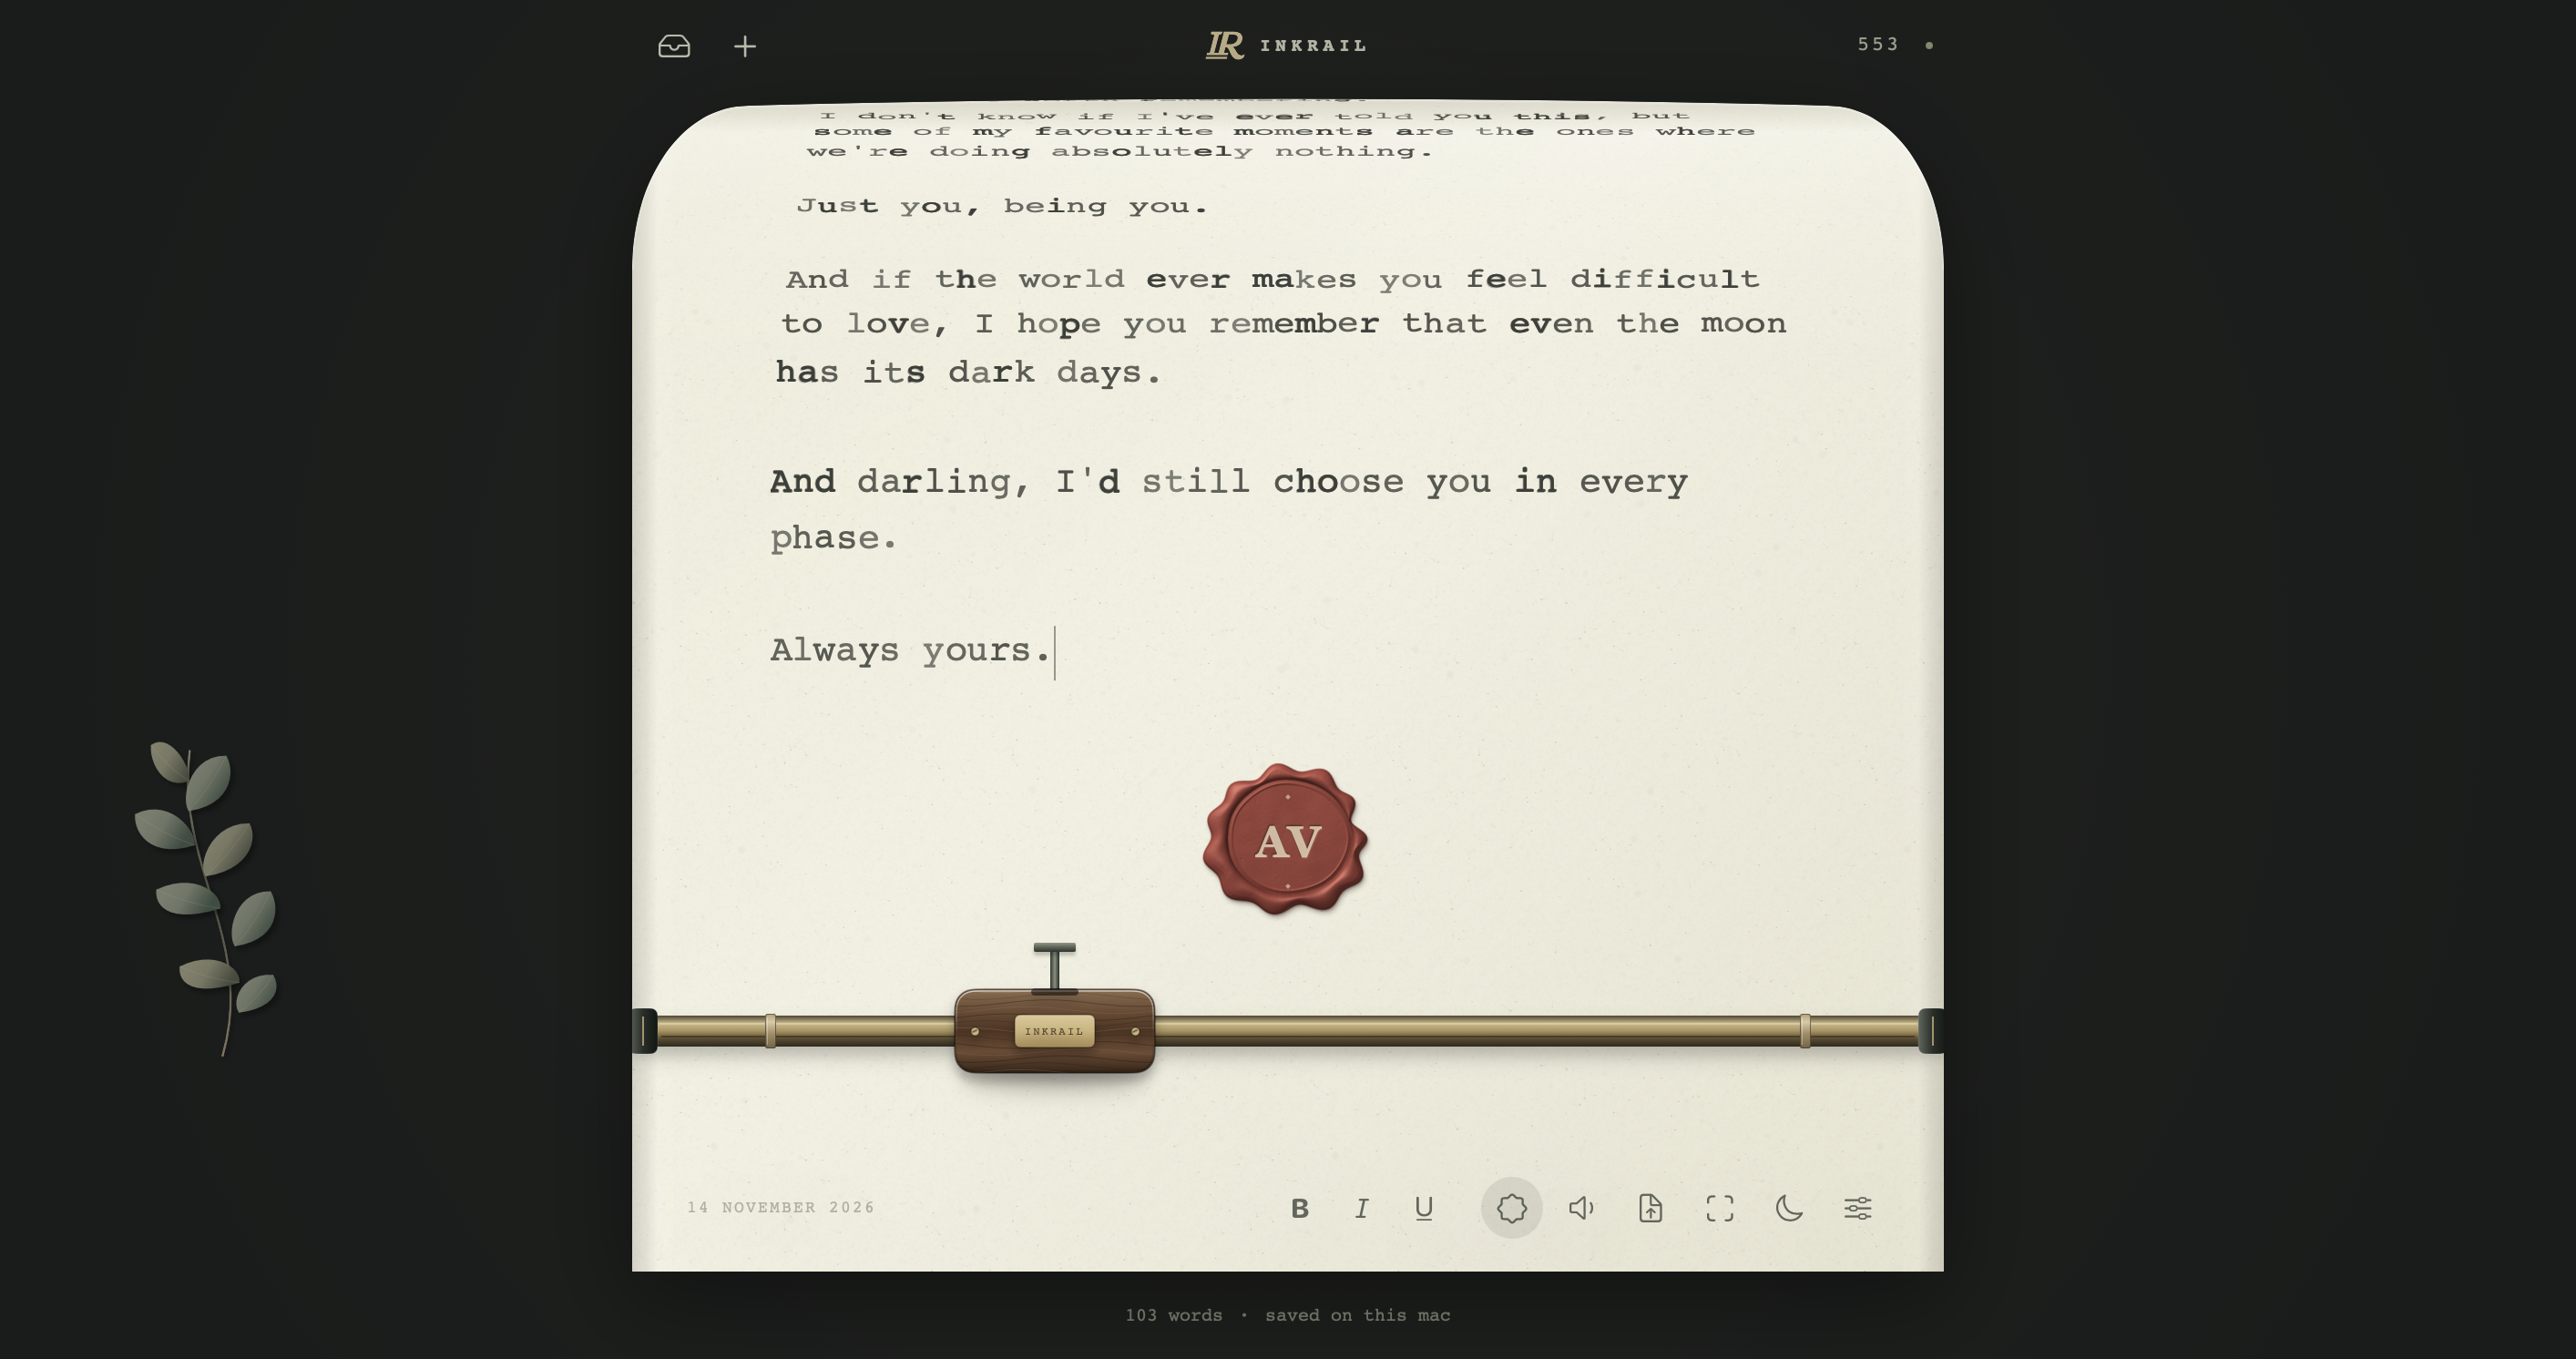 IR INKRAIL
553
remembering.
I don't know if I've ever told you this, but
some of my favourite moments are the ones where
we're doing absolutely nothing.
Just you, being you.
And if the world ever makes you feel difficult
to love, I hope you remember that even the moon
has its dark days.
And darling, I'd still choose you in every
phase.
Always yours.
AV
INKRAIL
14 NOVEMBER 2026
B I U
103 words · saved on this mac